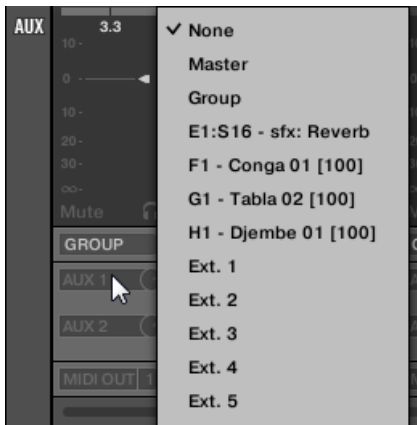 AUX
3.3
10-
0
10-
20-
30-
∞-
Mute
GROUP
AUX 1
AUX 2
MIDI OUT 1
None
Master
Group
E1:S16 - sfx: Reverb
F1 - Conga 01 [100]
G1 - Tabla 02 [100]
H1 - Djembe 01 [100]
Ext. 1
Ext. 2
Ext. 3
Ext. 4
Ext. 5